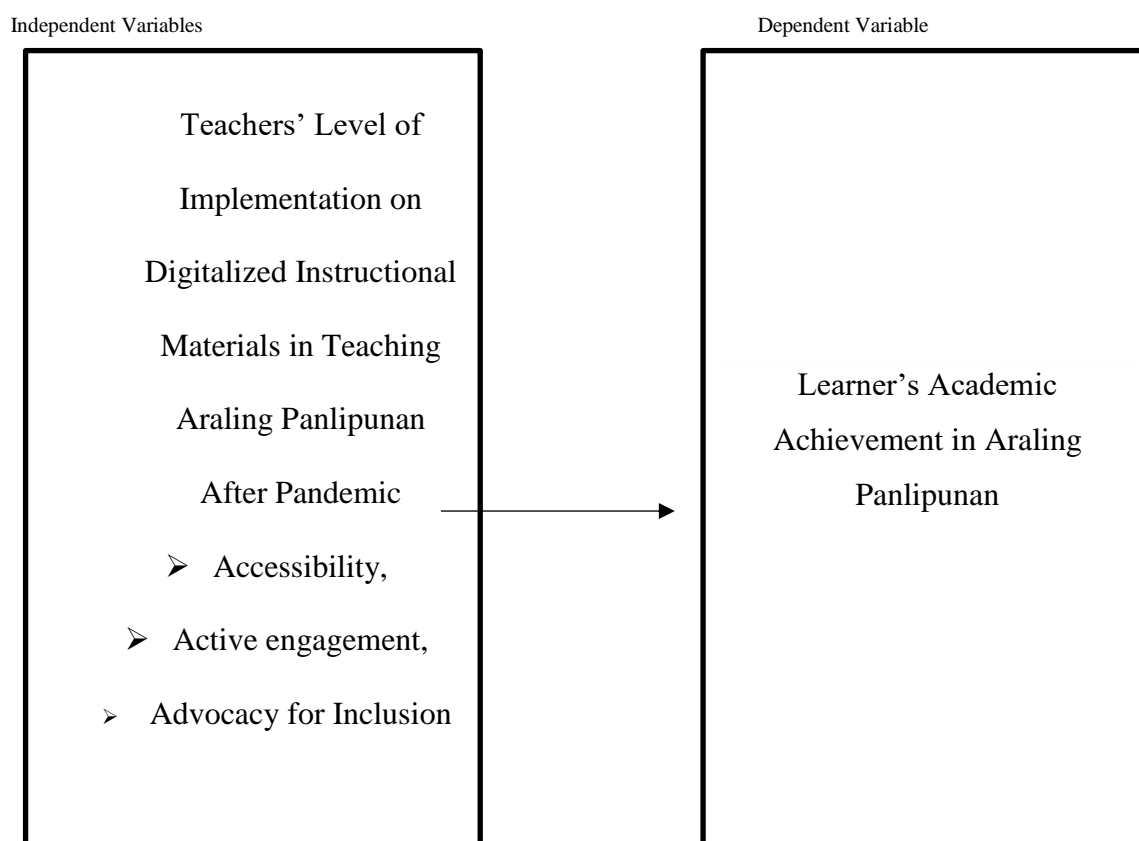 Independent Variables
Dependent Variable
Teachers’ Level of
Implementation on
Digitalized Instructional
Materials in Teaching
Araling Panlipunan
After Pandemic
➢ Accessibility,
➢ Active engagement,
➢ Advocacy for Inclusion
Learner’s Academic
Achievement in Araling
Panlipunan